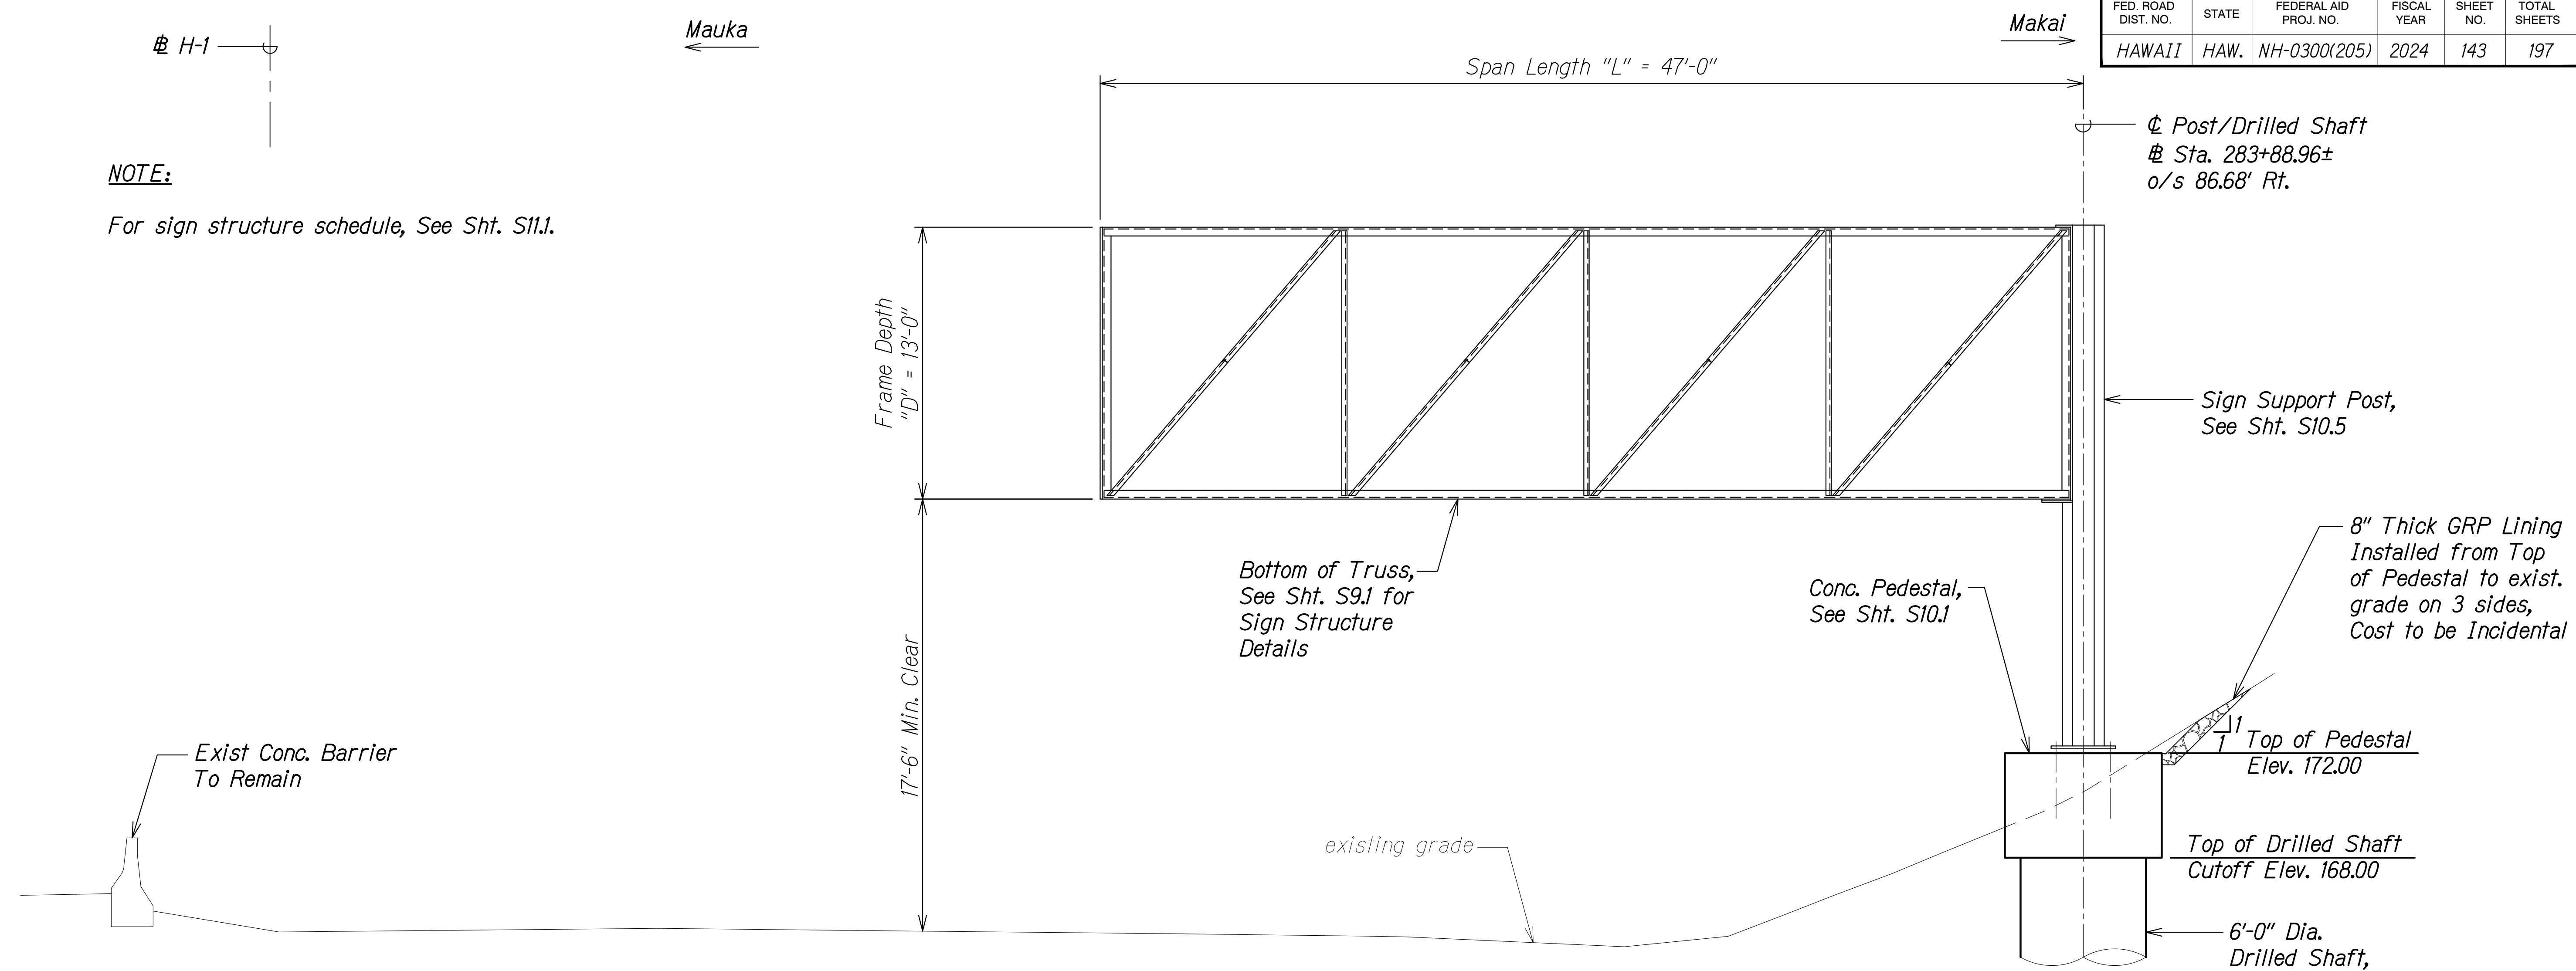 FED. ROAD DIST. NO.
STATE
FEDERAL AID PROJ. NO.
FISCAL YEAR
SHEET NO.
TOTAL SHEETS
HAWAII
HAW.
NH-0300(205)
2024
143
197
℄ H-1
Mauka
Makai
Span Length "L" = 47'-0"
℄ Post/Drilled Shaft
Sta. 283+88.96±
o/s 86.68' Rt.
NOTE:
For sign structure schedule, See Sht. S11.1.
Frame Depth
"D" = 13'-0"
Sign Support Post,
See Sht. S10.5
8" Thick GRP Lining
Installed from Top
of Pedestal to exist.
grade on 3 sides,
Cost to be Incidental
Bottom of Truss,
See Sht. S9.1 for
Sign Structure
Details
Conc. Pedestal,
See Sht. S10.1
17'-6" Min. Clear
1
1
Top of Pedestal
Elev. 172.00
Exist Conc. Barrier
To Remain
existing grade
Top of Drilled Shaft
Cutoff Elev. 168.00
6'-0" Dia.
Drilled Shaft,